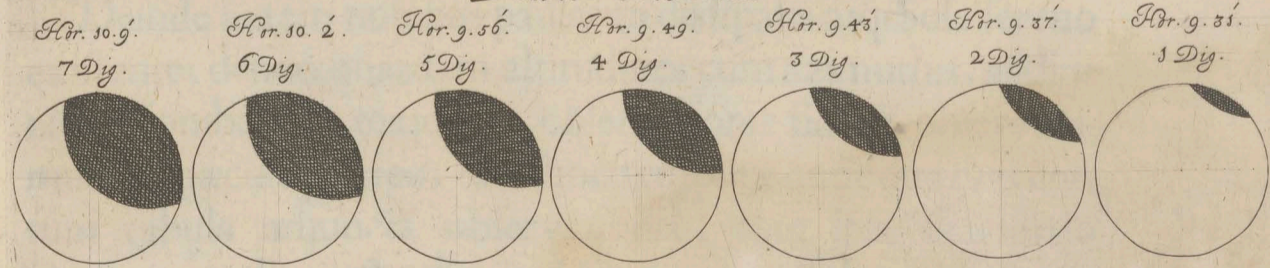 Hor. 10. 9'. Hor. 10. 2'. Hor. 9. 56'. Hor. 9. 49'. Hor. 9. 43'. Hor. 9. 37'. Hor. 9. 31'.
7 Dig. 6 Dig. 5 Dig. 4 Dig. 3 Dig. 2 Dig. 1 Dig.